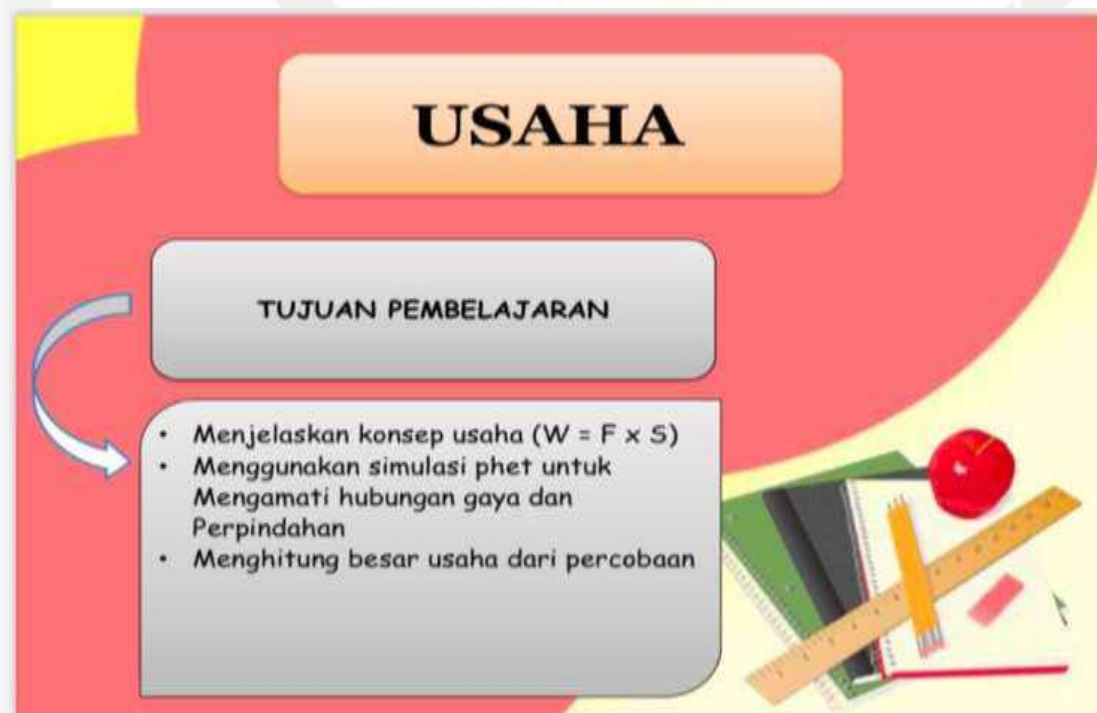 USAHA
TUJUAN PEMBELAJARAN
• Menjelaskan konsep usaha (W = F x S)
• Menggunakan simulasi phet untuk
Mengamati hubungan gaya dan
Perpindahan
• Menghitung besar usaha dari percobaan